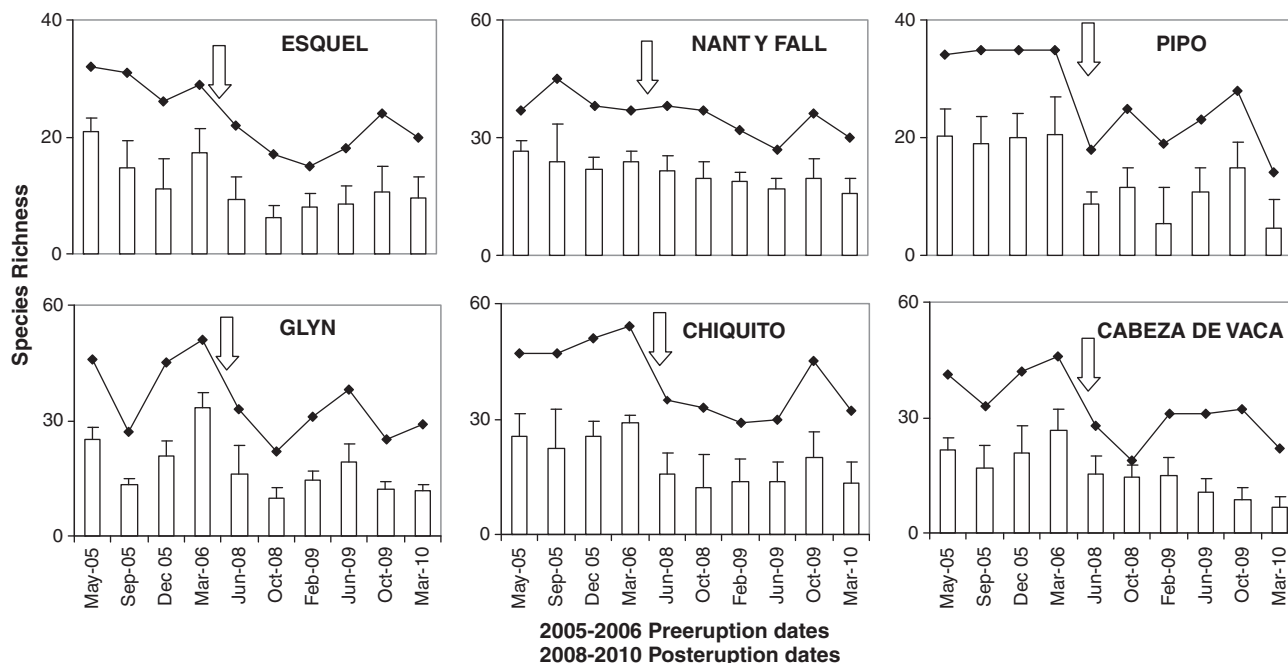 Species Richness
40
20
0
ESQUEL
60
30
0
NANT Y FALL
40
20
0
PIPO
60
30
0
GLYN
May-05
Sep-05
Dec 05
Mar-06
Jun-08
Oct-08
Feb-09
Jun-09
Oct-09
Mar-10
60
30
0
CHIQUITO
May-05
Sep-05
Dec 05
Mar-06
Jun-08
Oct-08
Feb-09
Jun-09
Oct-09
Mar-10
60
30
0
CABEZA DE VACA
May-05
Sep-05
Dec 05
Mar-06
Jun-08
Oct-08
Feb-09
Jun-09
Oct-09
Mar-10
2005-2006 Preeruption dates
2008-2010 Posteruption dates